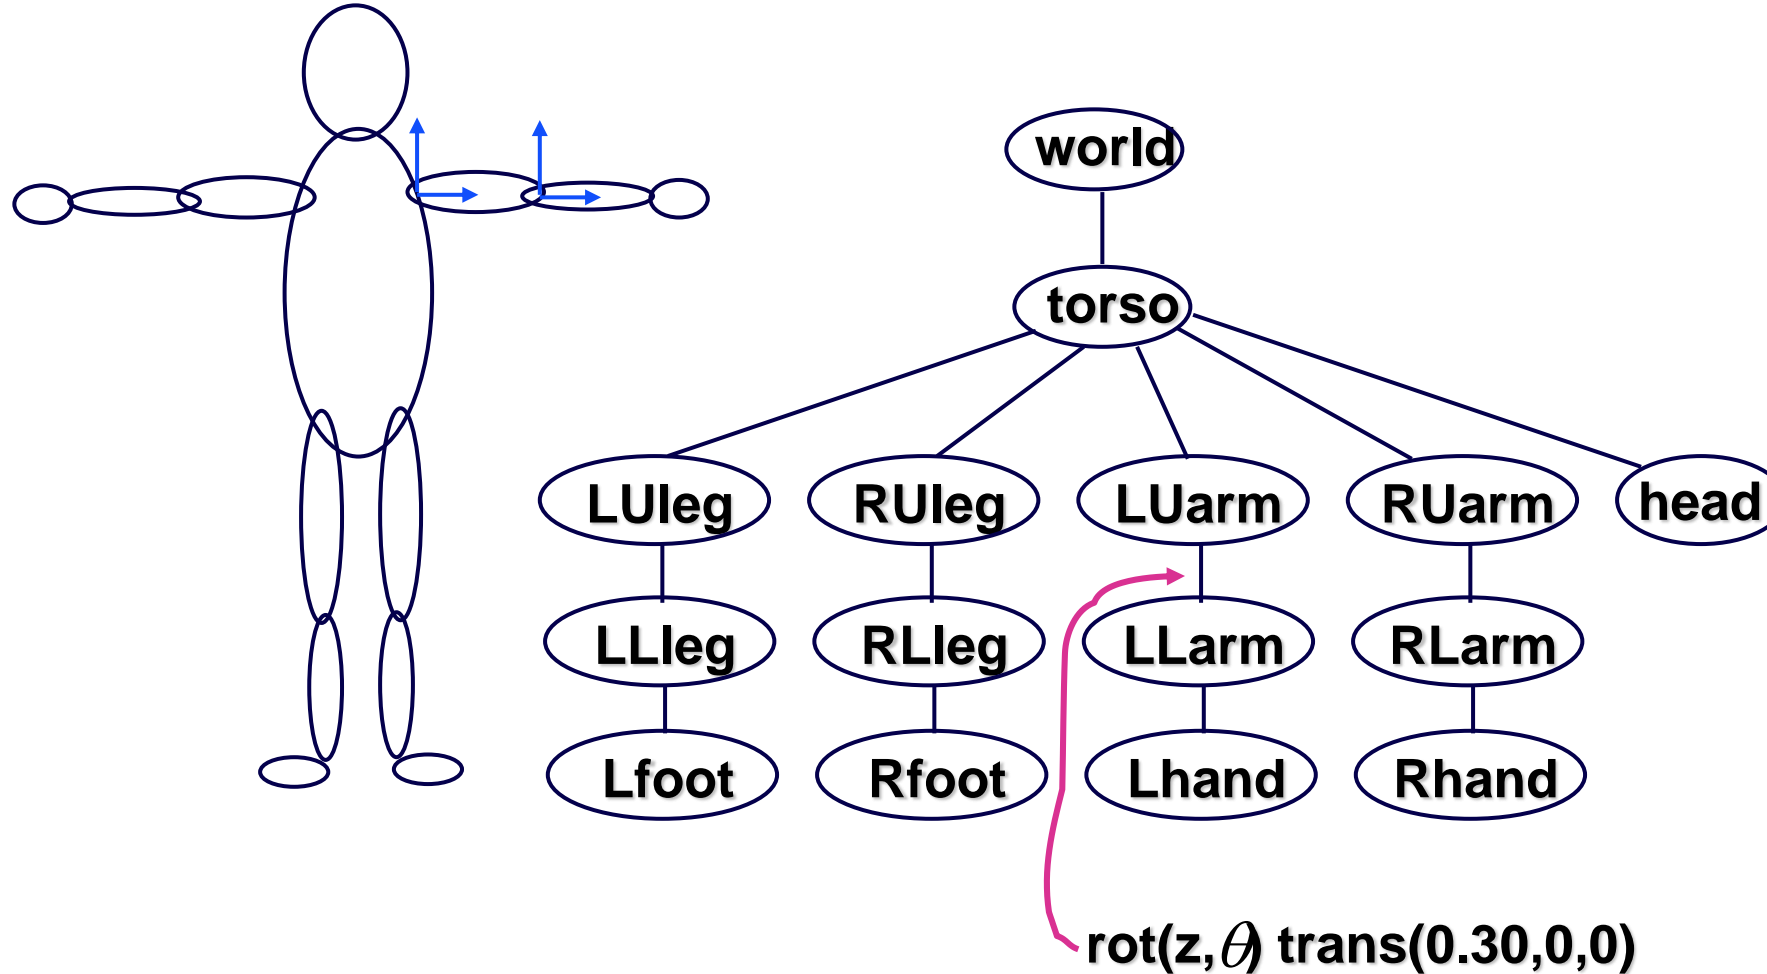 world
torso
LUleg RUleg LUarm RUarm head
LLleg RLleg LLarm RLarm
Lfoot Rfoot Lhand Rhand
rot(z,θ) trans(0.30,0,0)